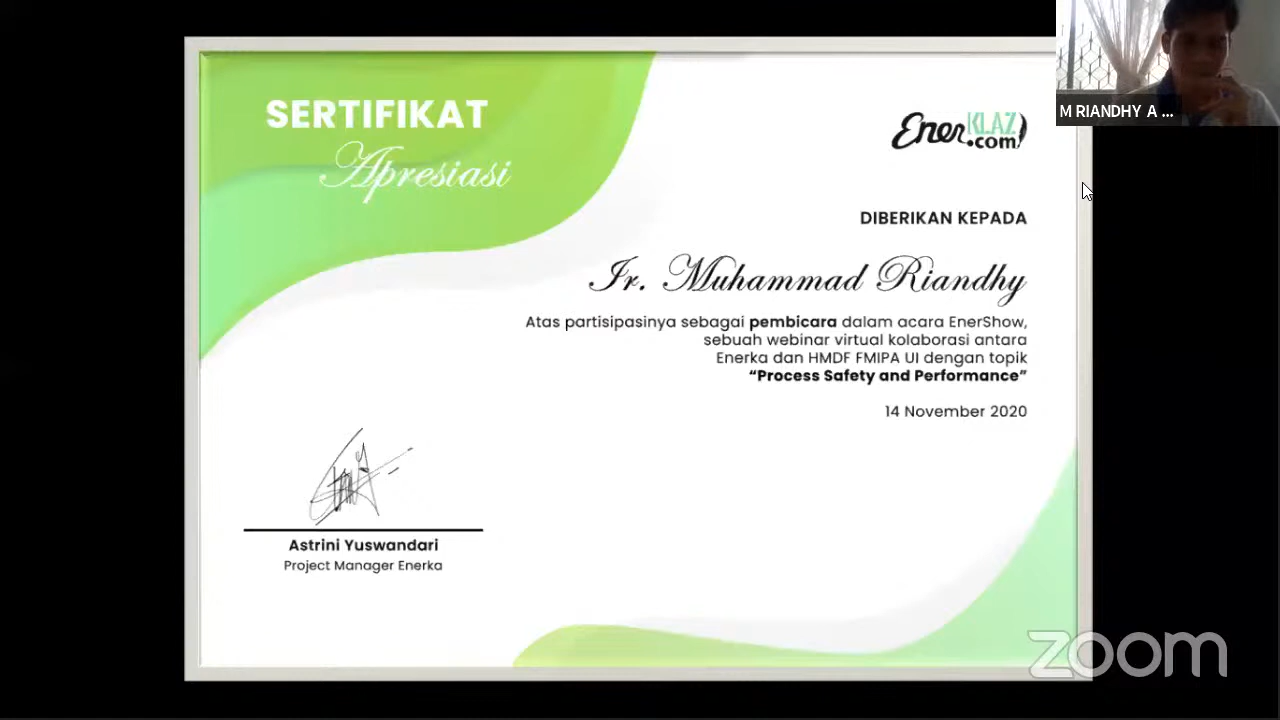 SERTIFIKAT
Apresiasi
EnerKLAZ
.com
M RIANDHY A ...
DIBERIKAN KEPADA
Ir. Muhammad Riandhy
Atas partisipasinya sebagai pembicara dalam acara EnerShow,
sebuah webinar virtual kolaborasi antara
Enerka dan HMDF FMIPA UI dengan topik
“Process Safety and Performance”
14 November 2020
Astrini Yuswandari
Project Manager Enerka
zoom